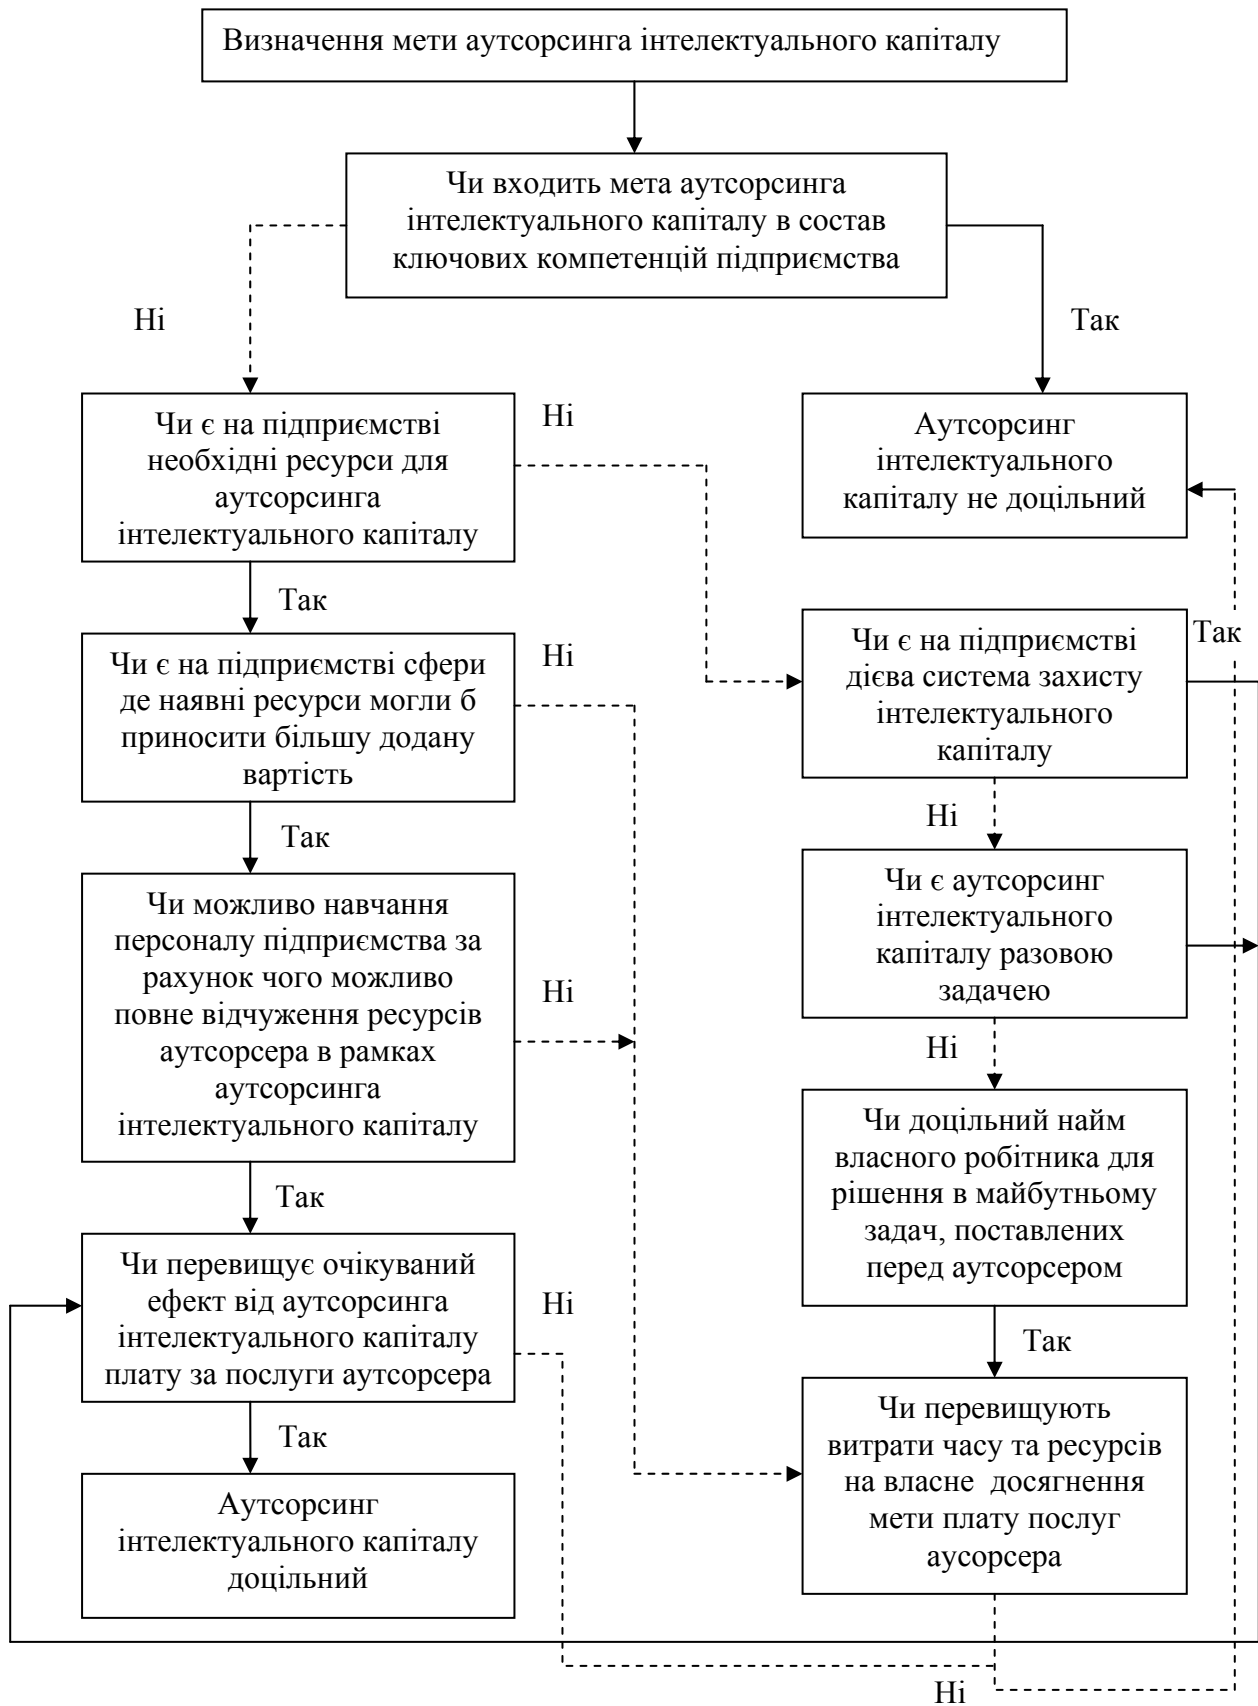 Визначення мети аутсорсинга інтелектуального капіталу
Чи входить мета аутсорсинга
інтелектуального капіталу в состав
ключових компетенцій підприємства
Ні
Так
Чи є на підприємстві
необхідні ресурси для
аутсорсинга
інтелектуального капіталу
Ні
Аутсорсинг
інтелектуального
капіталу не доцільний
Так
Чи є на підприємстві сфери
де наявні ресурси могли б
приносити більшу додану
вартість
Ні
Чи є на підприємстві
дієва система захисту
інтелектуального
капіталу
Так
Так
Ні
Чи можливо навчання
персоналу підприємства за
рахунок чого можливо
повне відчуження ресурсів
аутсорсера в рамках
аутсорсинга
інтелектуального капіталу
Ні
Чи є аутсорсинг
інтелектуального
капіталу разовою
задачею
Ні
Так
Чи доцільний найм
власного робітника для
рішення в майбутньому
задач, поставлених
перед аутсорсером
Чи перевищує очікуваний
ефект від аутсорсинга
інтелектуального капіталу
плату за послуги аутсорсера
Ні
Так
Так
Чи перевищують
витрати часу та ресурсів
на власне досягнення
мети плату послуг
аусорсера
Аутсорсинг
інтелектуального капіталу
доцільний
Ні